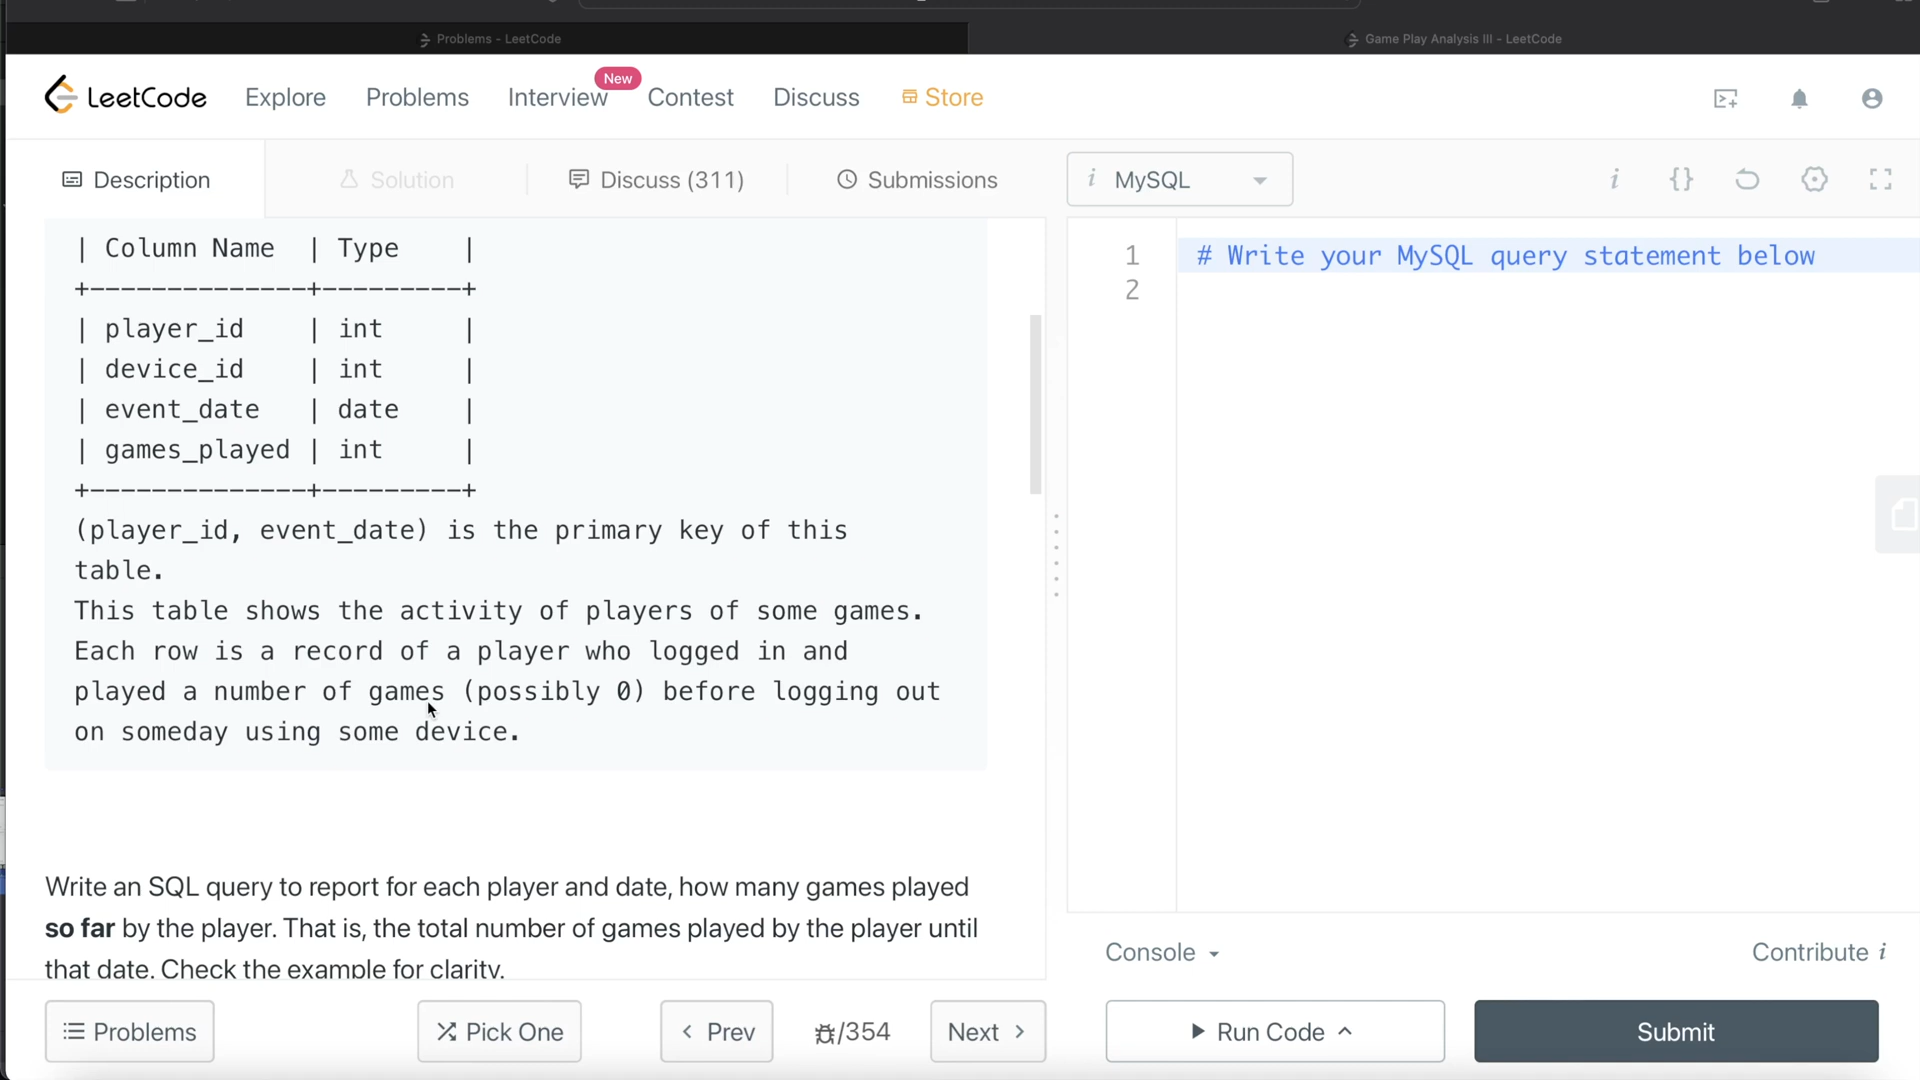 Problems - LeetCode
Game Play Analysis III - LeetCode
LeetCode
Explore
Problems
Interview
New
Contest
Discuss
Store
Description
Solution
Discuss (311)
Submissions
i MySQL
i
{}
| Column Name | Type |
+--------------+---------+
| player_id | int |
| device_id | int |
| event_date | date |
| games_played | int |
+--------------+---------+
(player_id, event_date) is the primary key of this
table.
This table shows the activity of players of some games.
Each row is a record of a player who logged in and
played a number of games (possibly 0) before logging out
on someday using some device.
Write an SQL query to report for each player and date, how many games played
so far by the player. That is, the total number of games played by the player until
that date. Check the example for clarity.
1 # Write your MySQL query statement below
2
Console
Contribute i
Problems
Pick One
Prev
/354
Next
Run Code
Submit